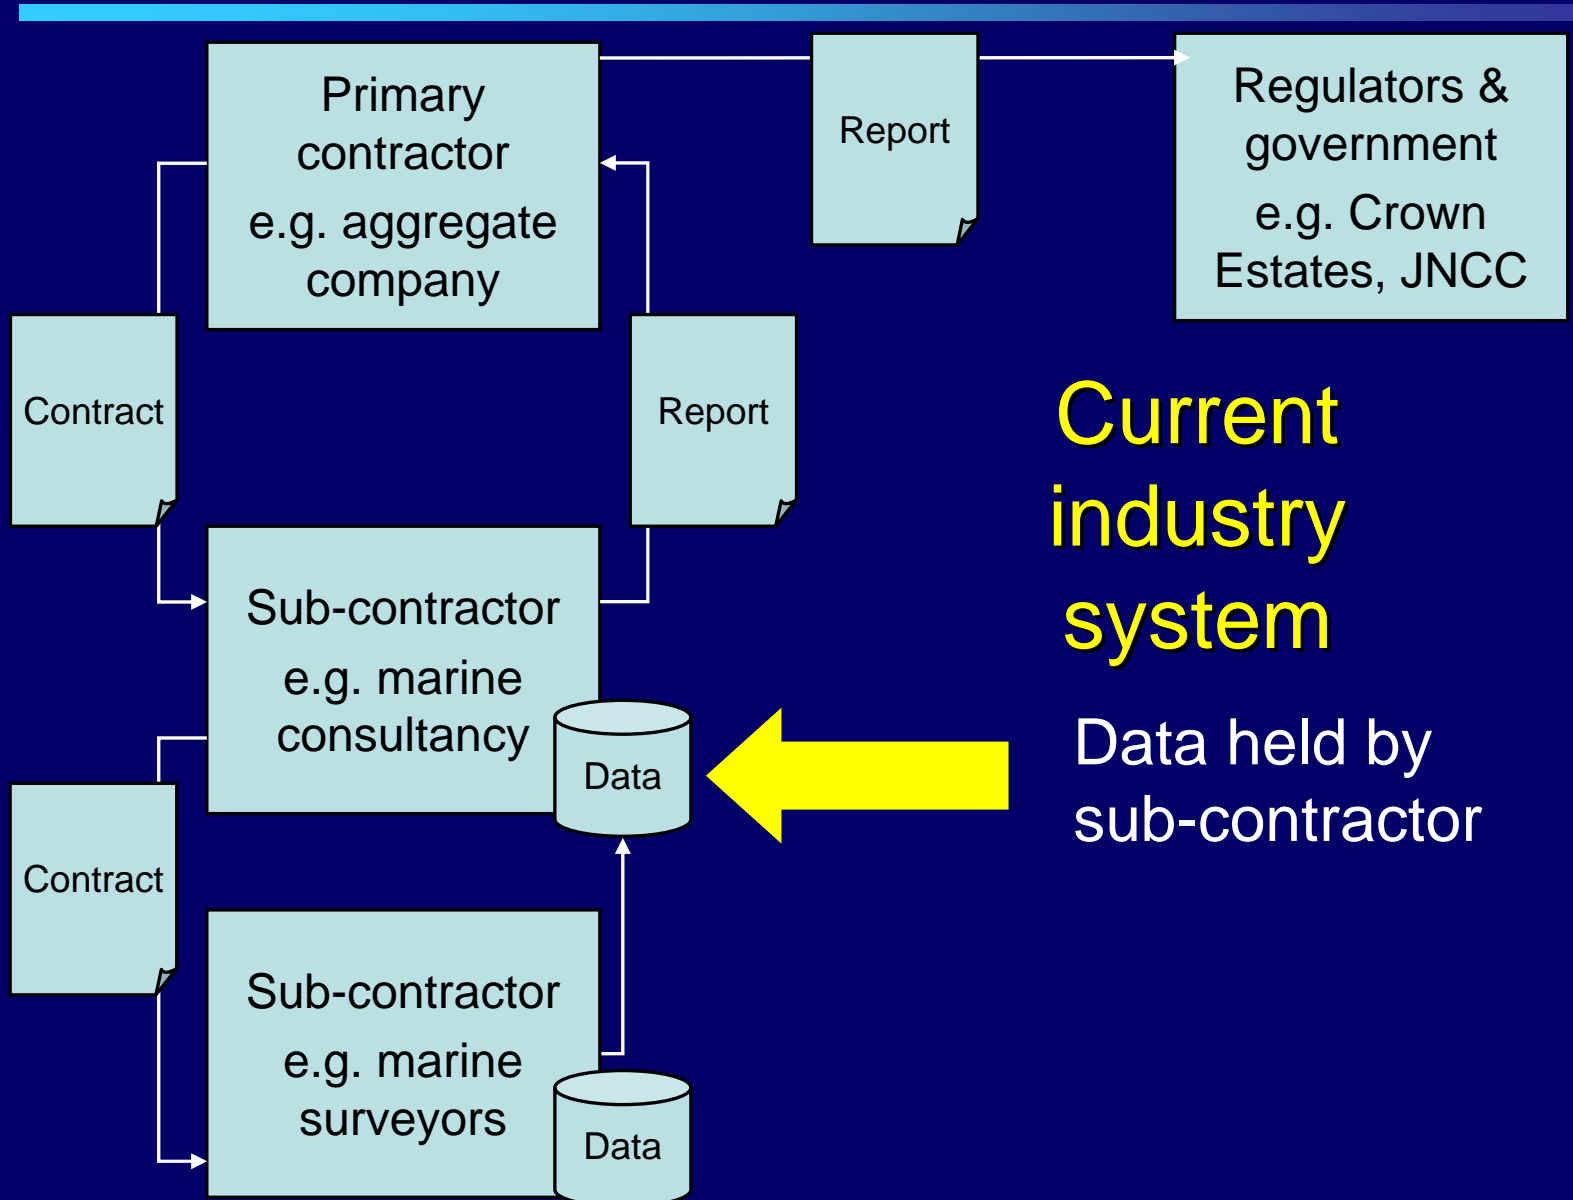 Primary
contractor
e.g. aggregate
company
Report
Regulators &
government
e.g. Crown
Estates, JNCC
Contract
Report
Current
industry
system
Sub-contractor
e.g. marine
consultancy
Data
Data held by
sub-contractor
Contract
Sub-contractor
e.g. marine
surveyors
Data